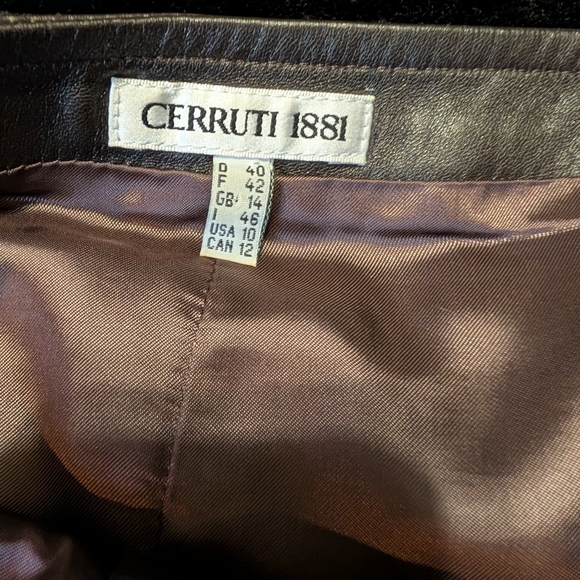 CERRUTI 1881
D 40
F 42
GB 14
I 46
USA 10
CAN 12